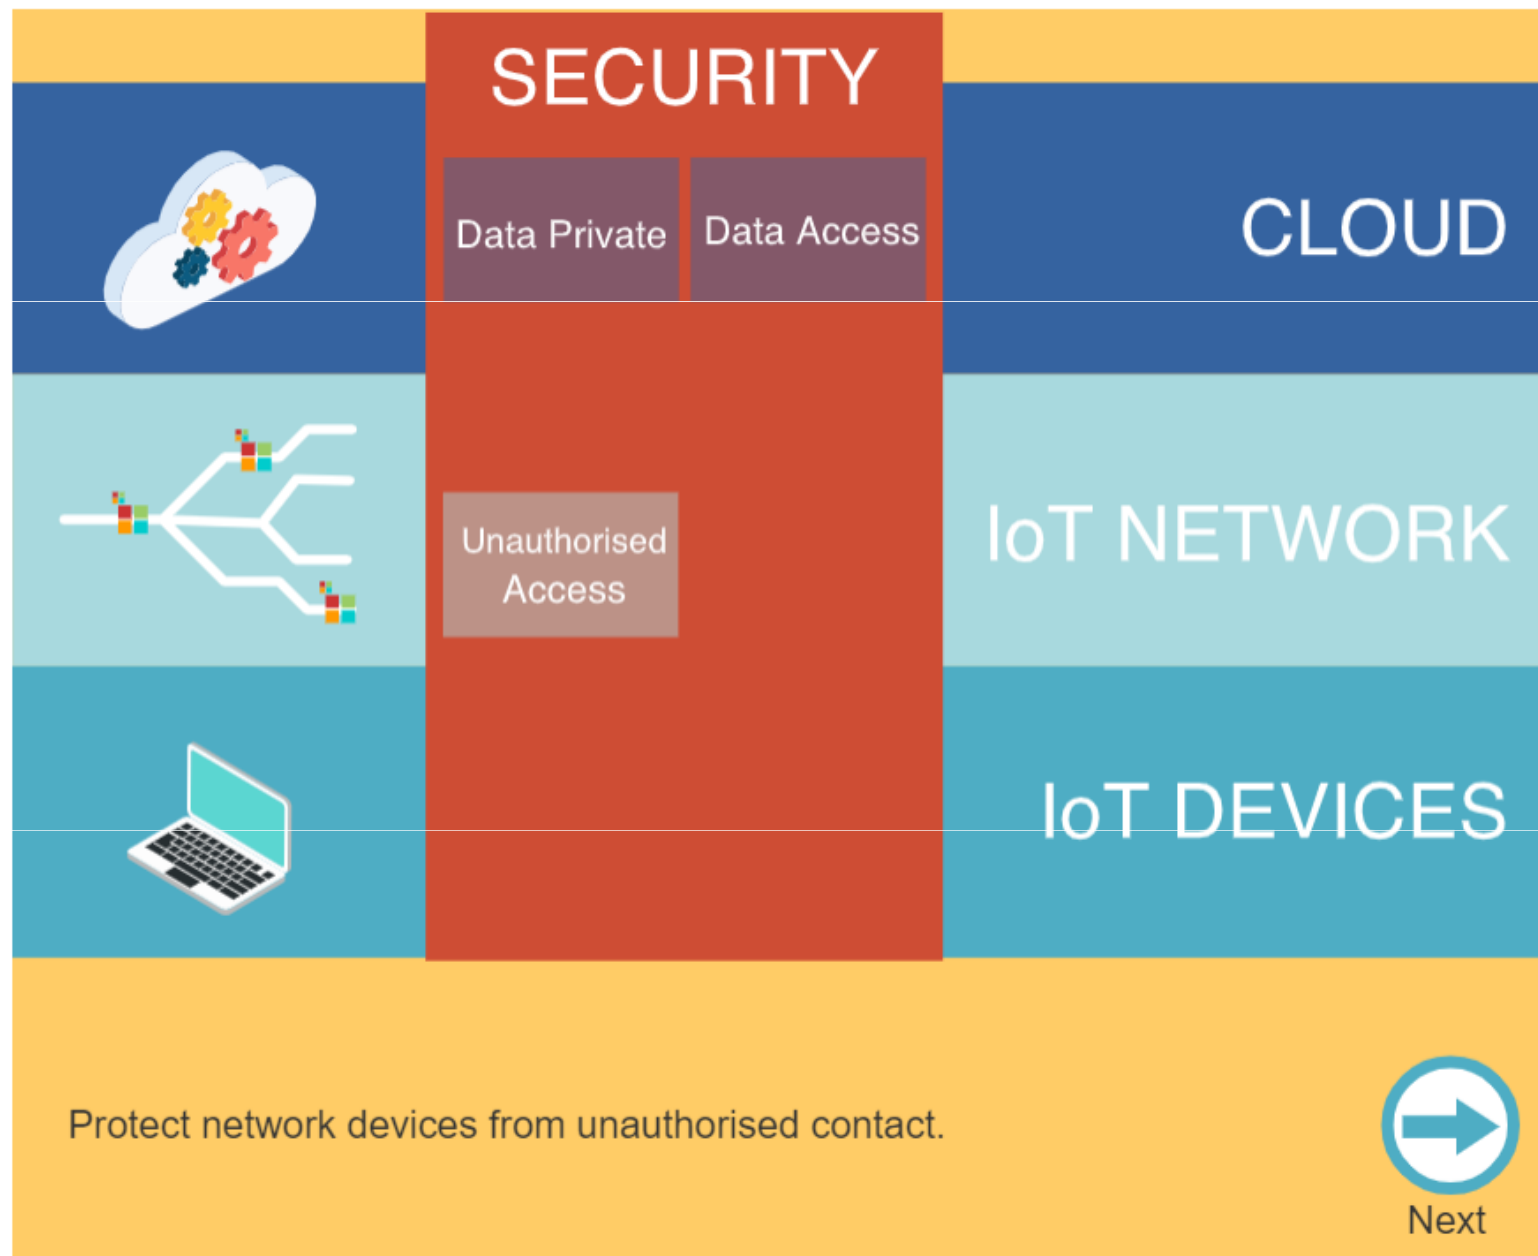 SECURITY
Data Private
Data Access
CLOUD
Unauthorised
Access
IoT NETWORK
IoT DEVICES
Protect network devices from unauthorised contact.
Next